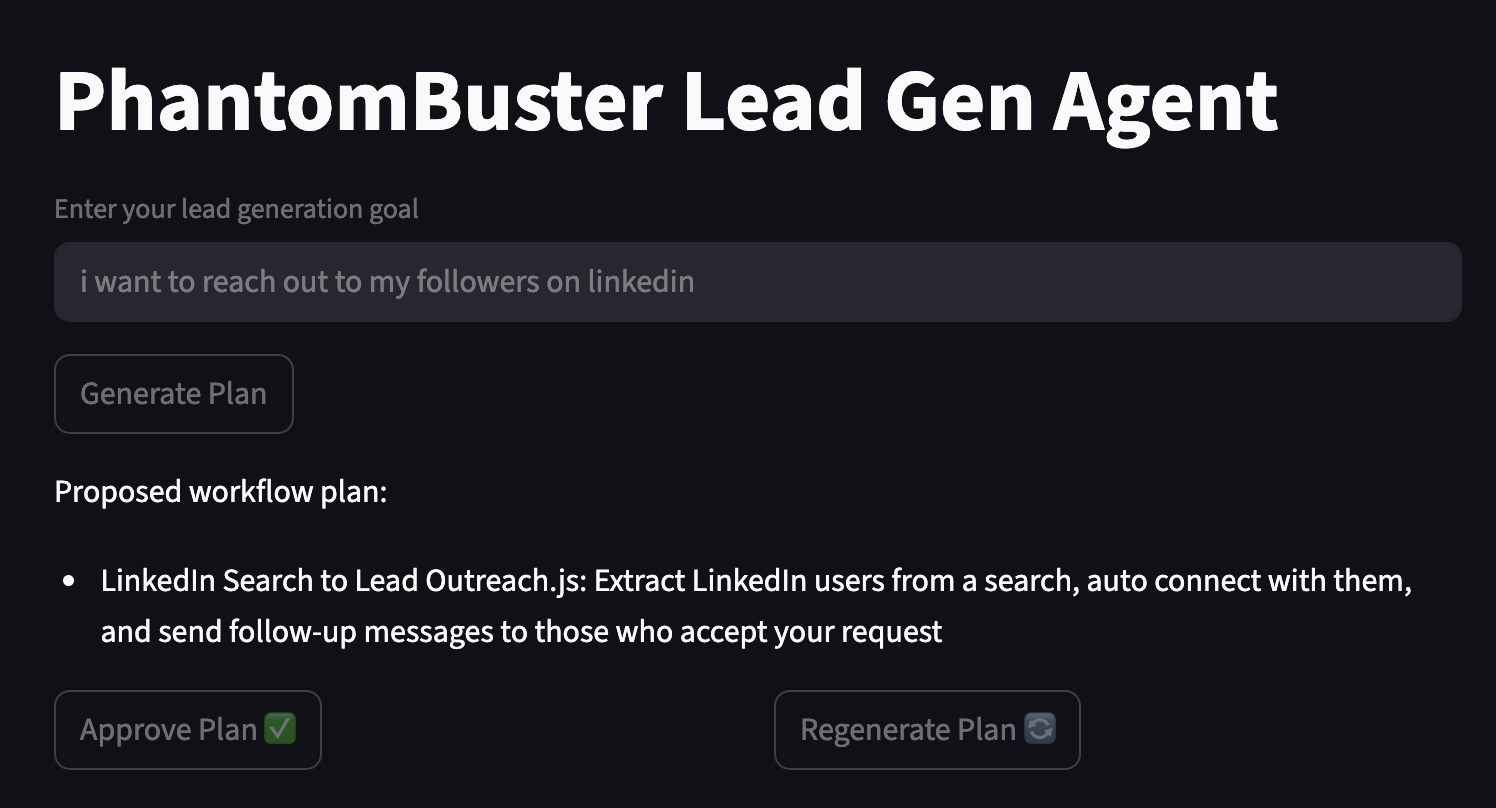 PhantomBuster Lead Gen Agent
Enter your lead generation goal
i want to reach out to my followers on linkedin
Generate Plan
Proposed workflow plan:
• LinkedIn Search to Lead Outreach.js: Extract LinkedIn users from a search, auto connect with them,
and send follow-up messages to those who accept your request
Approve Plan ✅
Regenerate Plan 🔄